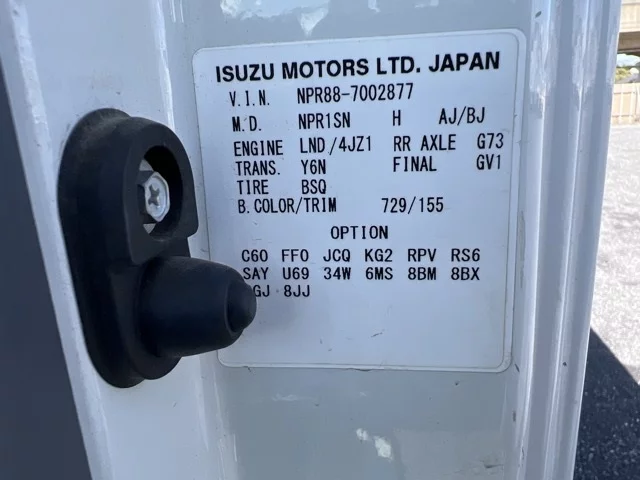 ISUZU MOTORS LTD. JAPAN
V.I.N. NPR88-7002877
M.D. NPR1SN H AJ/BJ
ENGINE LND/4JZ1 RR AXLE G73
TRANS. Y6N FINAL GV1
TIRE BSQ
B.COLOR/TRIM 729/155
OPTION
C60 FF0 JCQ KG2 RPV RS6
SAY U69 34W 6MS 8BM 8BX
8JJ